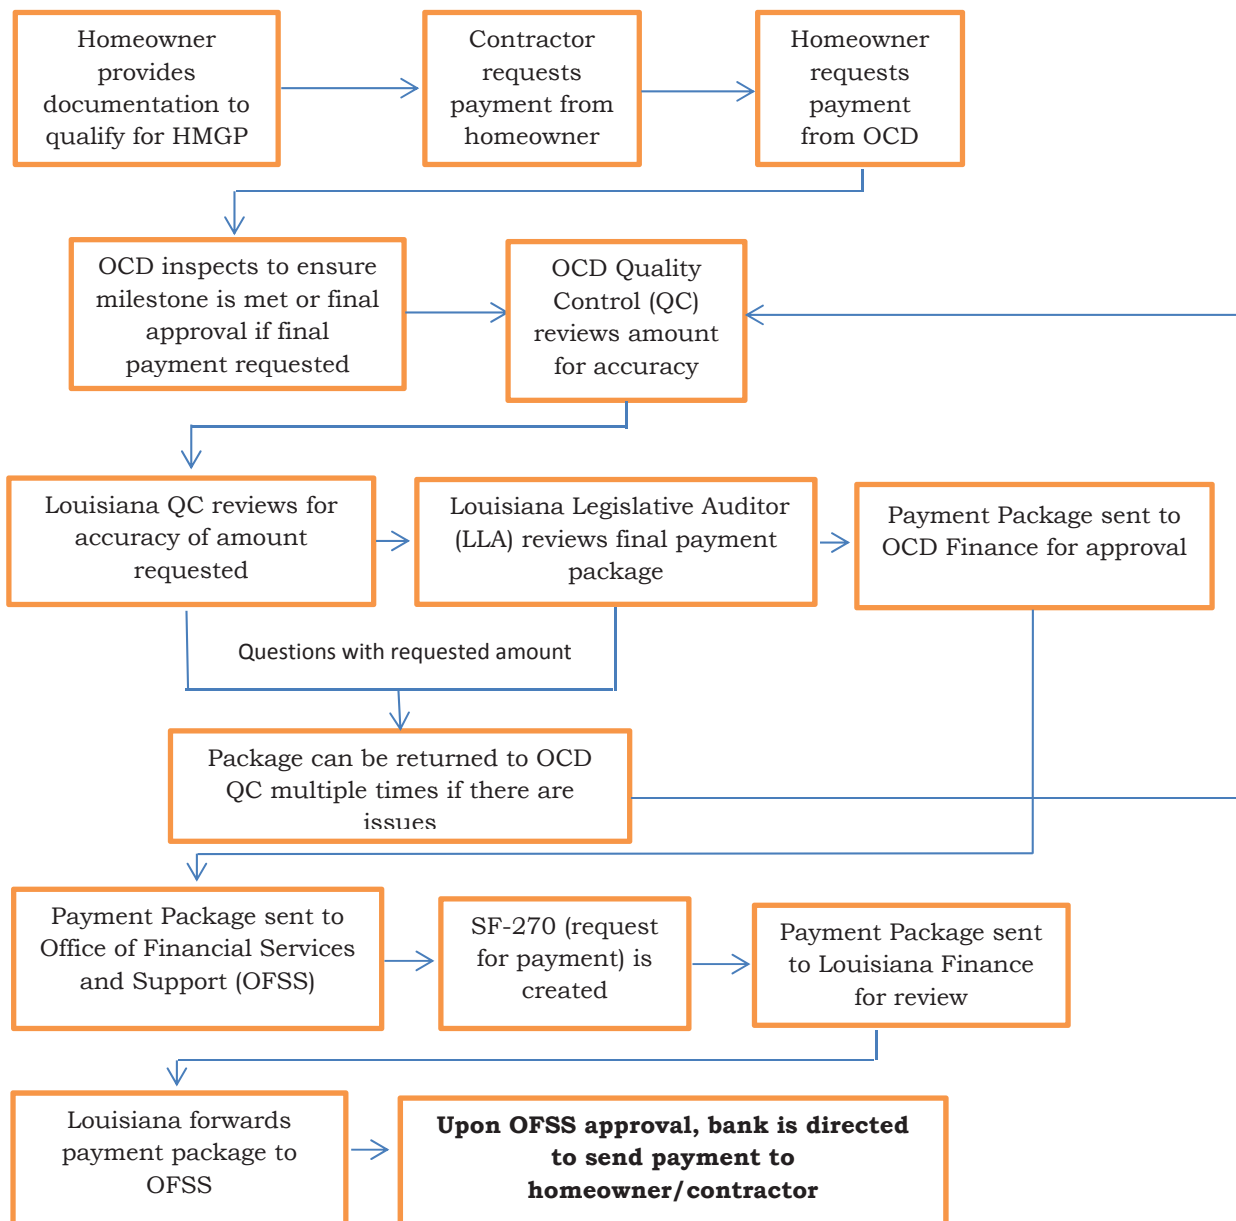 Homeowner
provides
documentation to
qualify for HMGP
Contractor
requests
payment from
homeowner
Homeowner
requests
payment
from OCD
OCD inspects to ensure
milestone is met or final
approval if final
payment requested
OCD Quality
Control (QC)
reviews amount
for accuracy
Louisiana QC reviews for
accuracy of amount
requested
Louisiana Legislative Auditor
(LLA) reviews final payment
package
Payment Package sent to
OCD Finance for approval
Questions with requested amount
Package can be returned to OCD
QC multiple times if there are
issues
Payment Package sent to
Office of Financial Services
and Support (OFSS)
SF-270 (request
for payment) is
created
Payment Package sent
to Louisiana Finance
for review
Louisiana forwards
payment package to
OFSS
Upon OFSS approval, bank is directed
to send payment to
homeowner/contractor